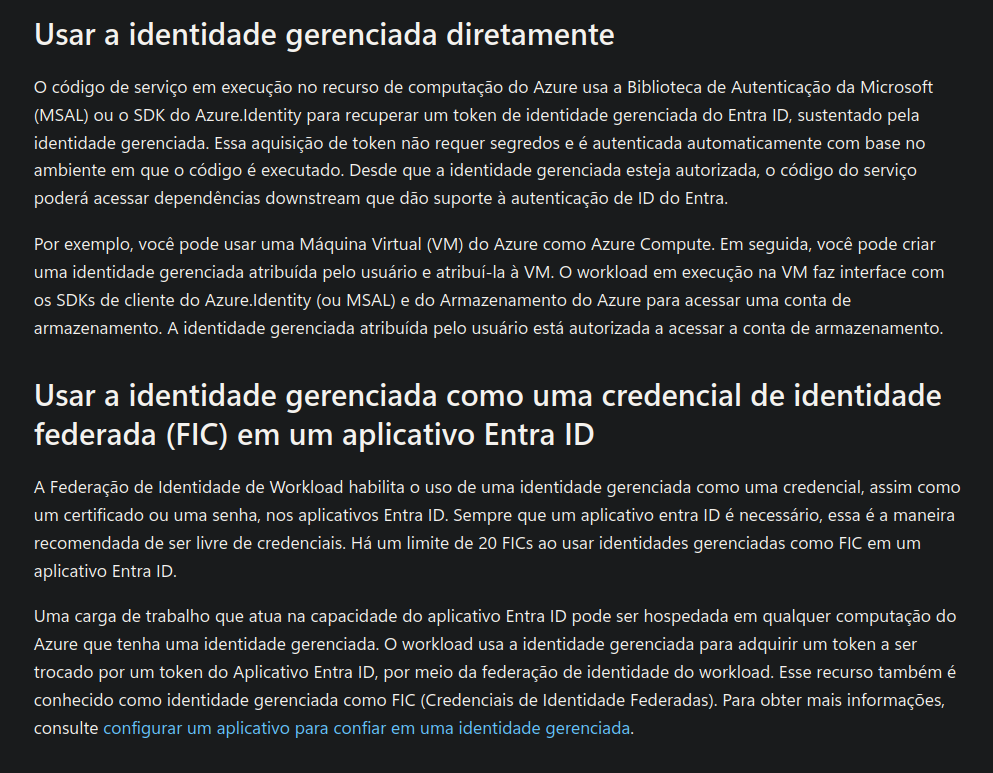 Usar a identidade gerenciada diretamente
O código de serviço em execução no recurso de computação do Azure usa a Biblioteca de Autenticação da Microsoft
(MSAL) ou o SDK do Azure.Identity para recuperar um token de identidade gerenciada do Entra ID, sustentado pela
identidade gerenciada. Essa aquisição de token não requer segredos e é autenticada automaticamente com base no
ambiente em que o código é executado. Desde que a identidade gerenciada esteja autorizada, o código do serviço
poderá acessar dependências downstream que dão suporte à autenticação de ID do Entra.
Por exemplo, você pode usar uma Máquina Virtual (VM) do Azure como Azure Compute. Em seguida, você pode criar
uma identidade gerenciada atribuída pelo usuário e atribuí-la à VM. O workload em execução na VM faz interface com
os SDKs de cliente do Azure.Identity (ou MSAL) e do Armazenamento do Azure para acessar uma conta de
armazenamento. A identidade gerenciada atribuída pelo usuário está autorizada a acessar a conta de armazenamento.
Usar a identidade gerenciada como uma credencial de identidade
federada (FIC) em um aplicativo Entra ID
A Federação de Identidade de Workload habilita o uso de uma identidade gerenciada como uma credencial, assim como
um certificado ou uma senha, nos aplicativos Entra ID. Sempre que um aplicativo entra ID é necessário, essa é a maneira
recomendada de ser livre de credenciais. Há um limite de 20 FICs ao usar identidades gerenciadas como FIC em um
aplicativo Entra ID.
Uma carga de trabalho que atua na capacidade do aplicativo Entra ID pode ser hospedada em qualquer computação do
Azure que tenha uma identidade gerenciada. O workload usa a identidade gerenciada para adquirir um token a ser
trocado por um token do Aplicativo Entra ID, por meio da federação de identidade do workload. Esse recurso também é
conhecido como identidade gerenciada como FIC (Credenciais de Identidade Federadas). Para obter mais informações,
consulte configurar um aplicativo para confiar em uma identidade gerenciada.